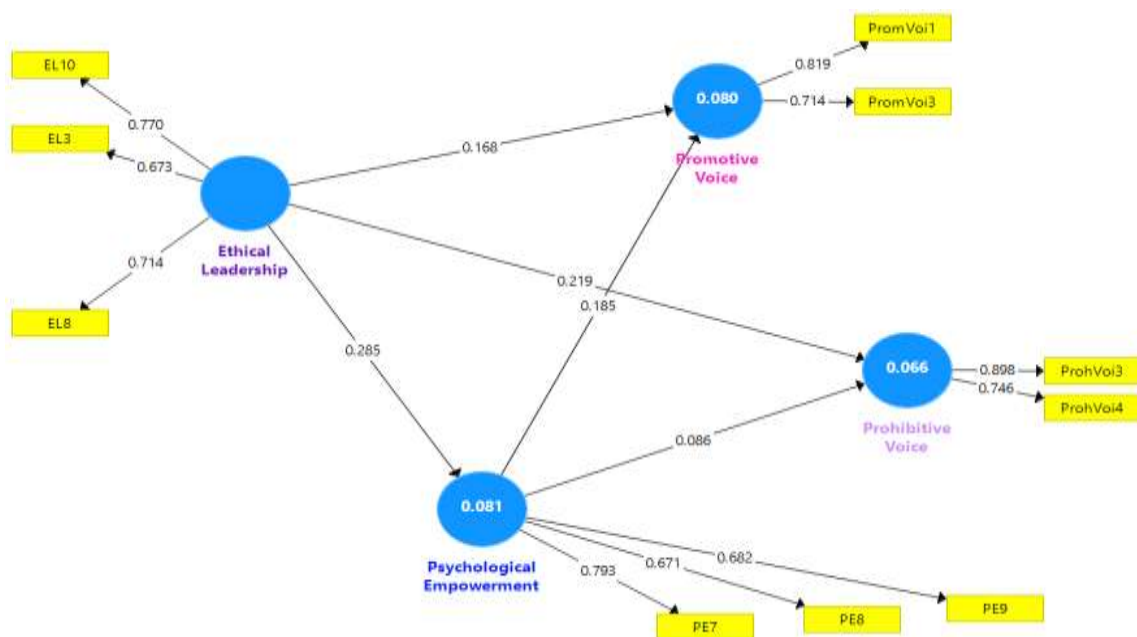 PromVoi1
EL10
0.819
0.080
0.714
PromVoi3
0.770
EL3
0.673
0.168
Promotive
Voice
Ethical
Leadership
0.714
0.219
0.185
EL8
0.285
0.066
0.898
ProhVoi3
0.746
ProhVoi4
0.086
Prohibitive
Voice
0.081
0.793
0.671
0.682
Psychological
Empowerment
PE7
PE8
PE9